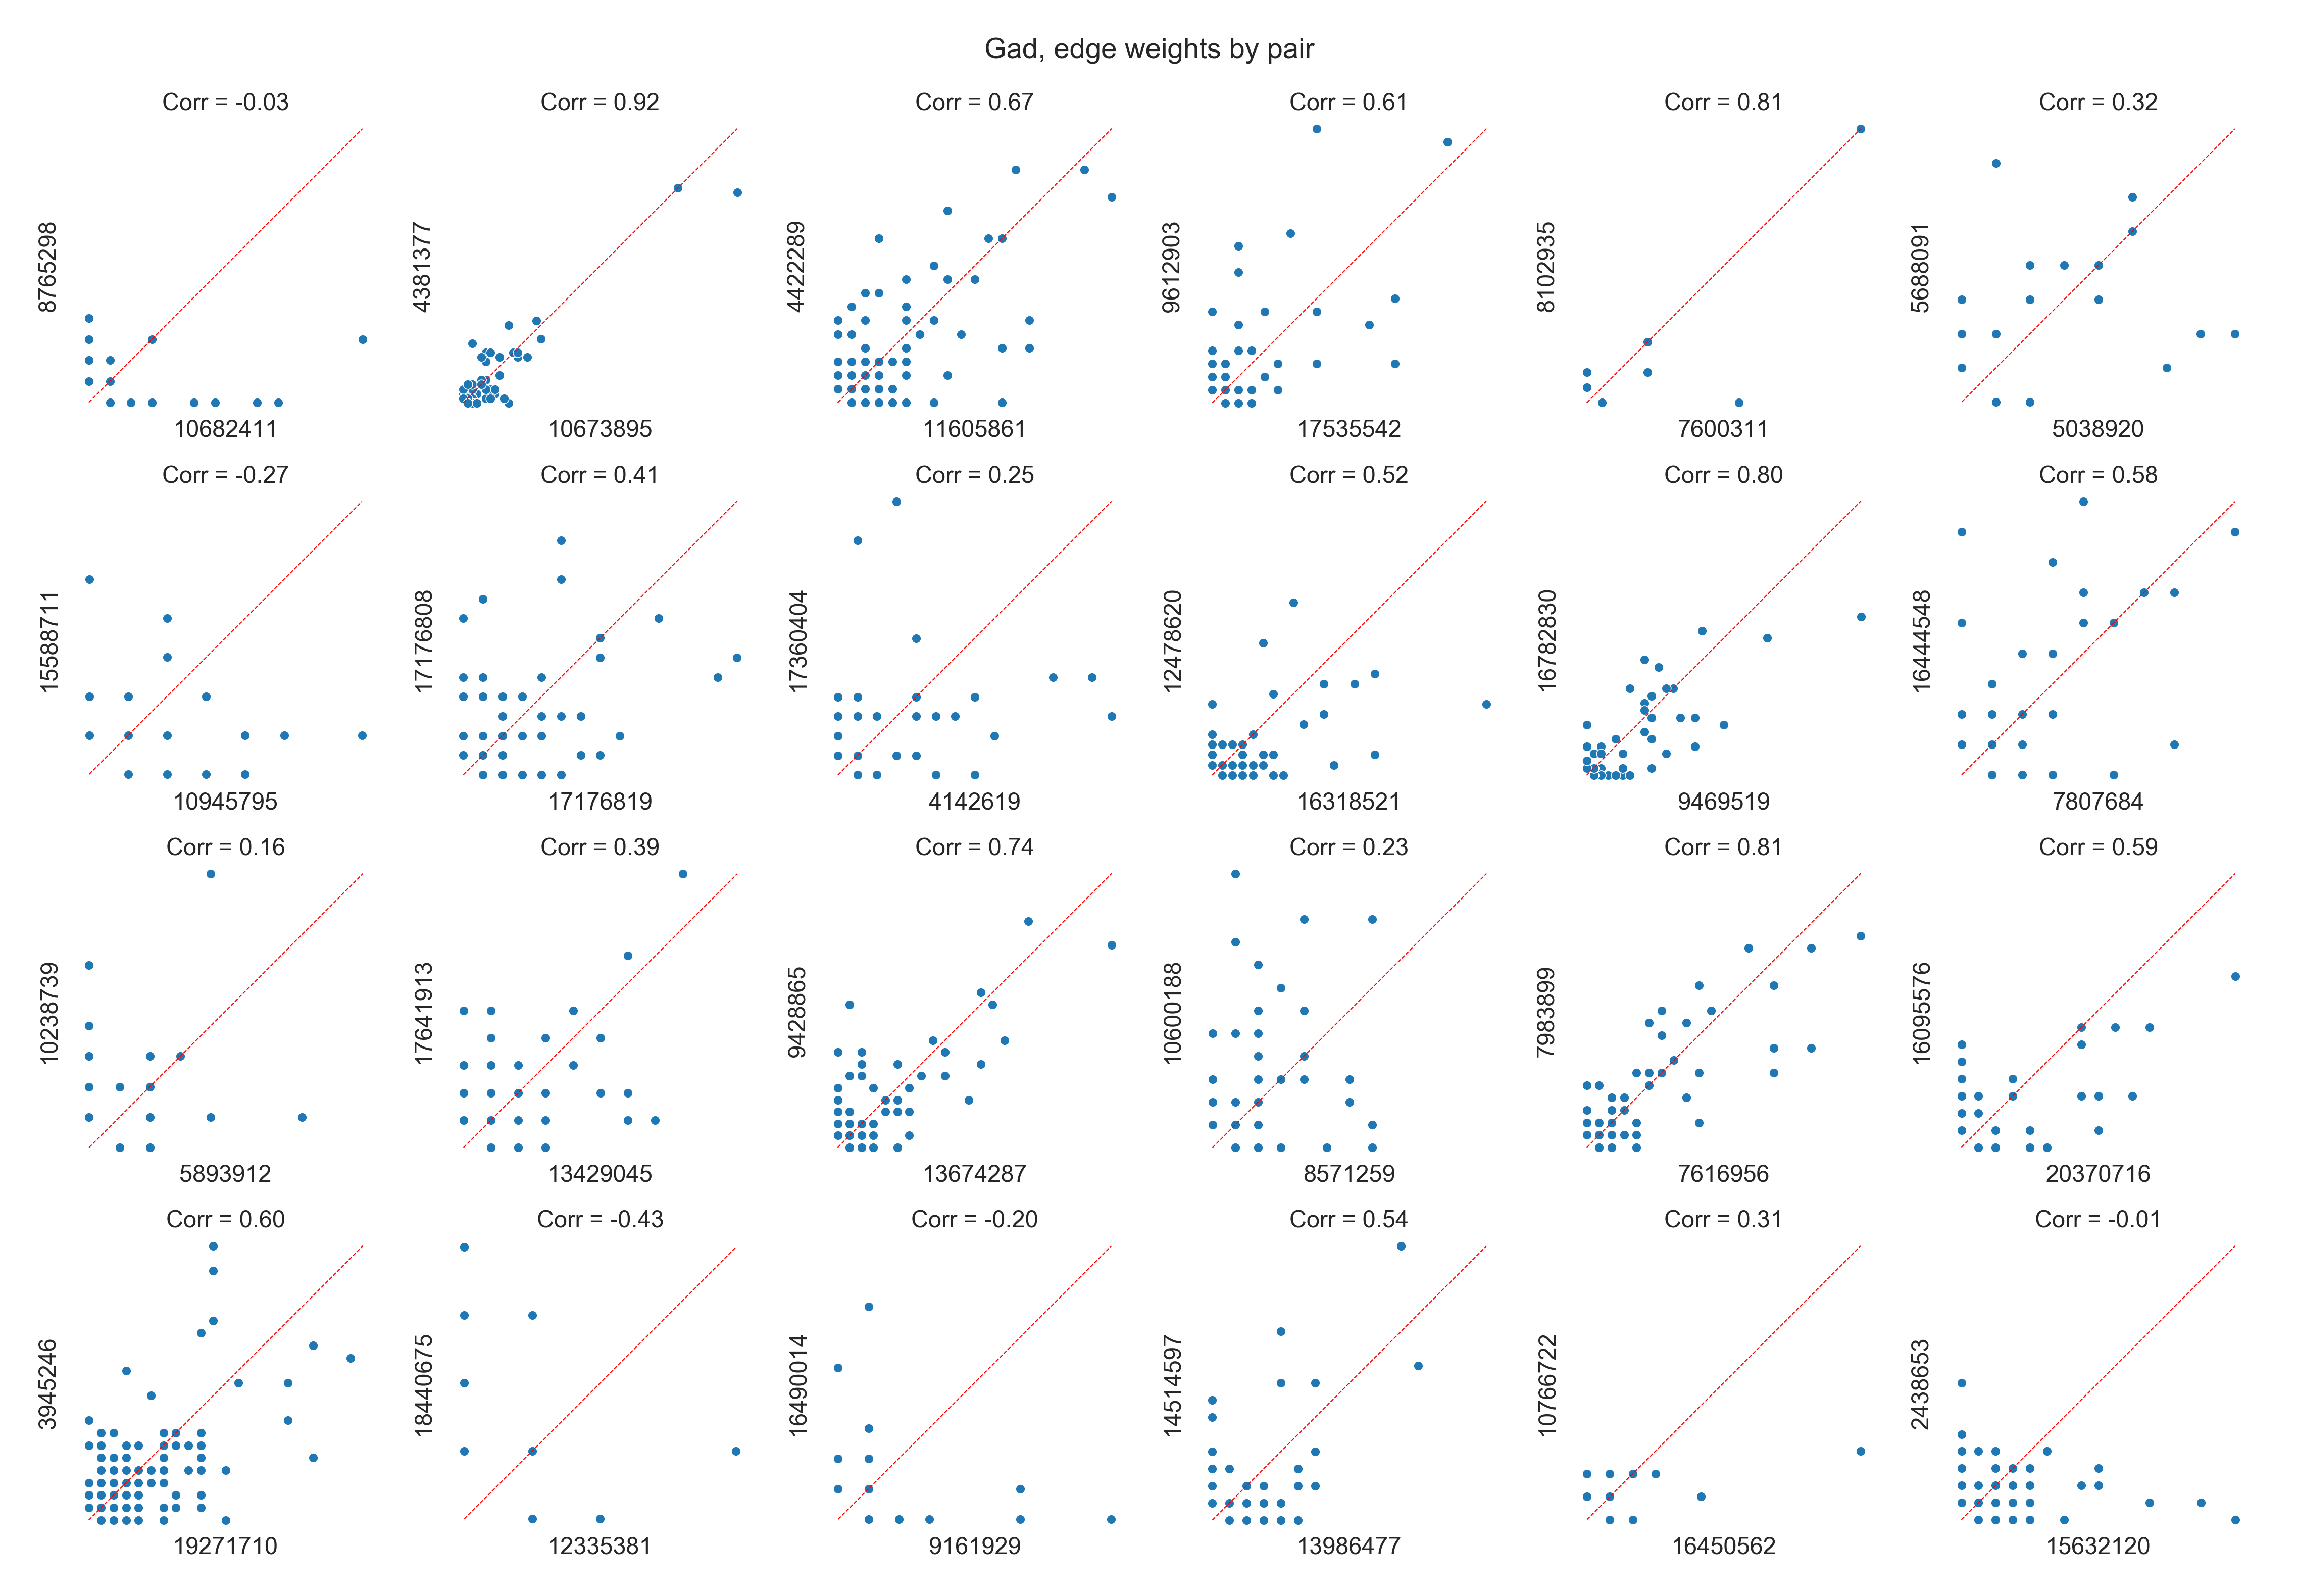 Gad, edge weights by pair
Corr = -0.03
Corr = 0.92
Corr = 0.67
Corr = 0.61
Corr = 0.81
Corr = 0.32
8765298
4381377
4422289
9612903
8102935
5688091
10682411
10673895
11605861
17535542
7600311
5038920
Corr = -0.27
Corr = 0.41
Corr = 0.25
Corr = 0.52
Corr = 0.80
Corr = 0.58
15588711
17176808
17360404
12478620
16782830
16444548
10945795
17176819
4142619
16318521
9469519
7807684
Corr = 0.16
Corr = 0.39
Corr = 0.74
Corr = 0.23
Corr = 0.81
Corr = 0.59
10238739
17641913
9428865
10600188
7983899
16095576
5893912
13429045
13674287
8571259
7616956
20370716
Corr = 0.60
Corr = -0.43
Corr = -0.20
Corr = 0.54
Corr = 0.31
Corr = -0.01
3945246
18440675
16490014
14514597
10766722
2438653
19271710
12335381
9161929
13986477
16450562
15632120